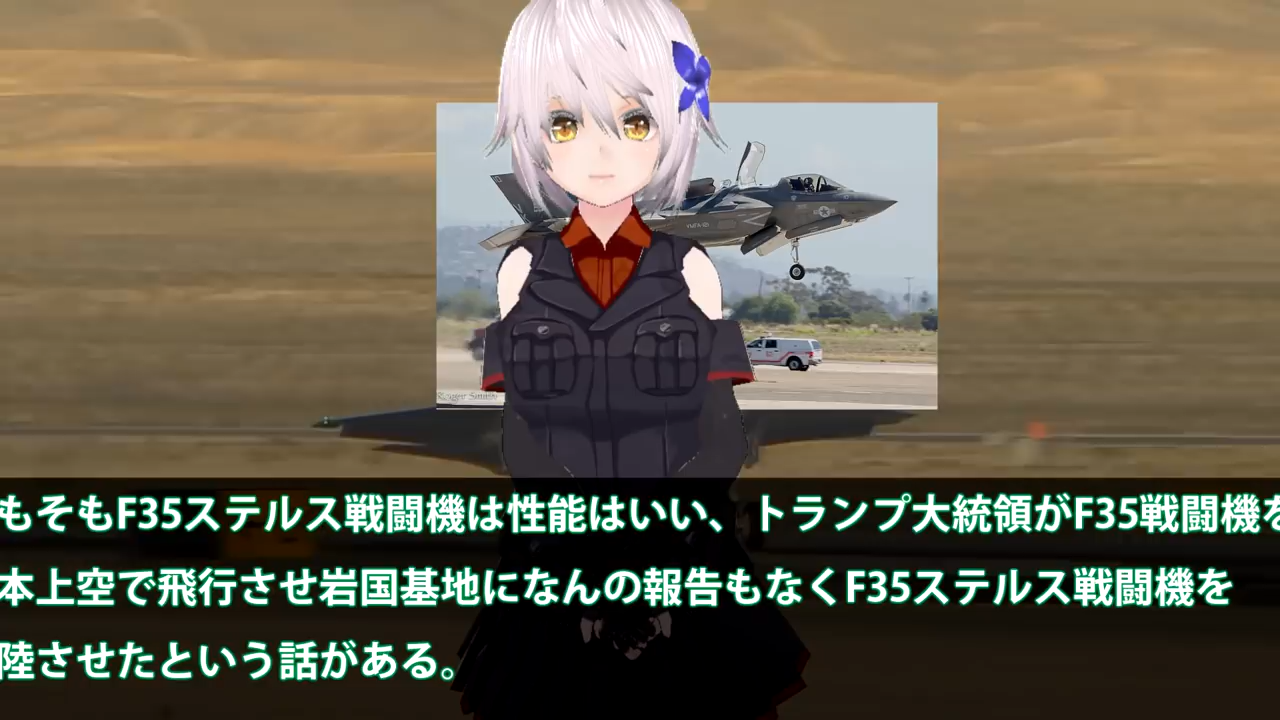 もそもF35ステルス戦闘機は性能はいい、トランプ大統領がF35戦闘機を
本上空で飛行させ岩国基地になんの報告もなくF35ステルス戦闘機を
陸させたという話がある。